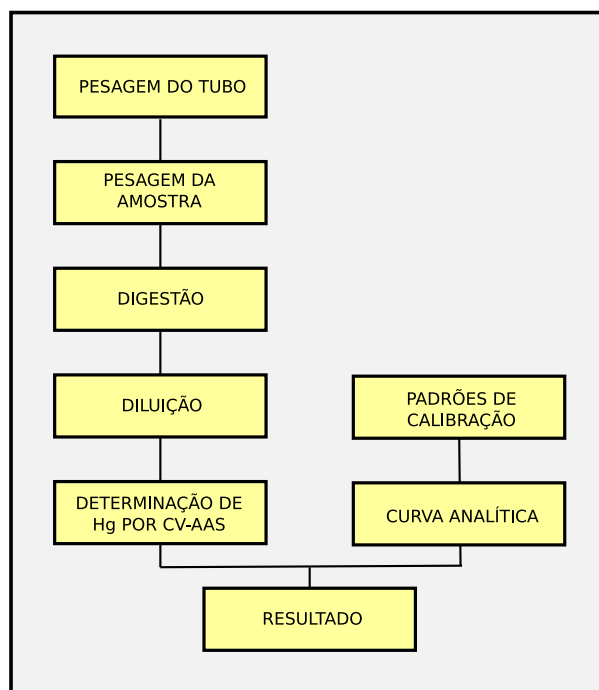 PESAGEM DO TUBO
PESAGEM DA
AMOSTRA
DIGESTÃO
DILUIÇÃO
DETERMINAÇÃO DE
Hg POR CV-AAS
PADRÕES DE
CALIBRAÇÃO
CURVA ANALÍTICA
RESULTADO